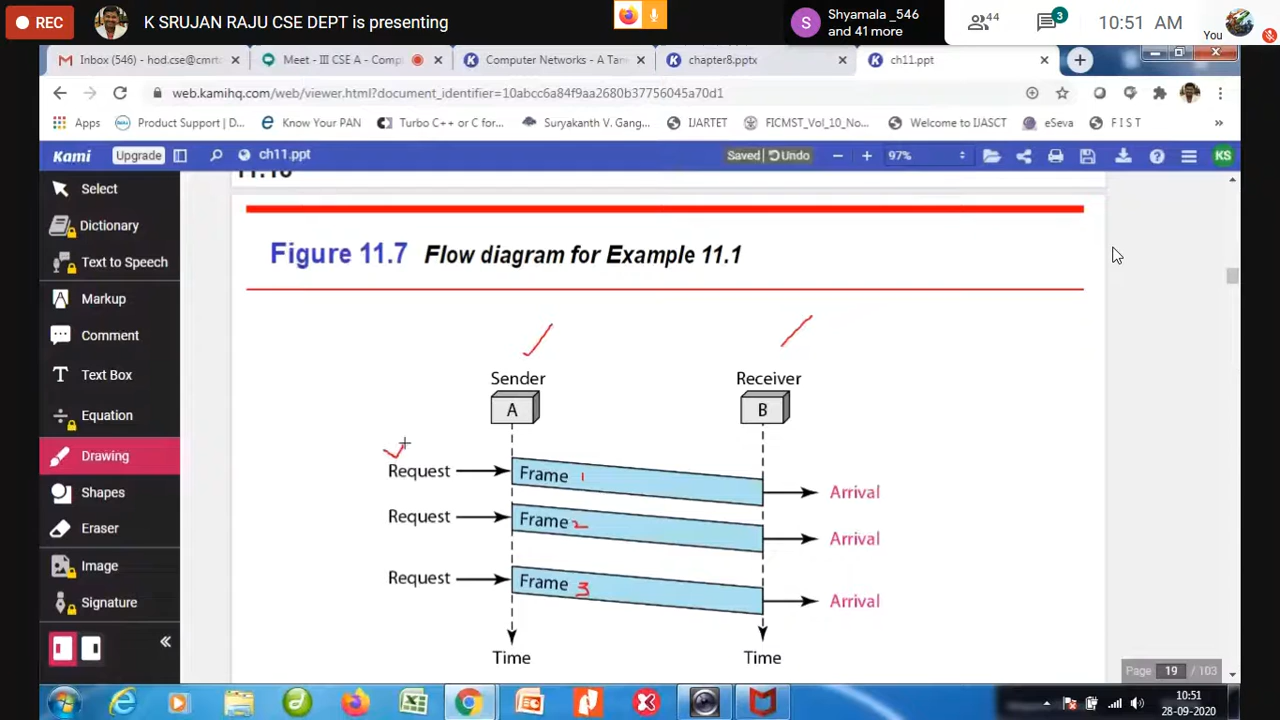 REC
K SRUJAN RAJU CSE DEPT is presenting
S
Shyamala _546
and 41 more
44
3
10:51 AM
You
Inbox (546) - hod.cse@cmrt
Meet - III CSE A - Comp
Computer Networks - A Tan
chapter8.pptx
ch11.ppt
web.kamihq.com/web/viewer.html?document_identifier=10abcc6a84f9aa2680b37756045a70d1
Apps
Product Support | D...
Know Your PAN
Turbo C++ or C for...
Suryakanth V. Gang...
IJARTET
FICMST_Vol_10_No...
Welcome to IJASCT
eSeva
F I S T
»
Kami
Upgrade
ch11.ppt
Saved
Undo
97%
KS
Select
Dictionary
Text to Speech
Markup
Comment
Text Box
Equation
Drawing
Shapes
Eraser
Image
Signature
Figure 11.7 Flow diagram for Example 11.1
Sender
Receiver
A
B
Request
Frame 1
Arrival
Request
Frame 2
Arrival
Request
Frame 3
Arrival
Time
Time
Page 19 / 103
10:51
28-09-2020